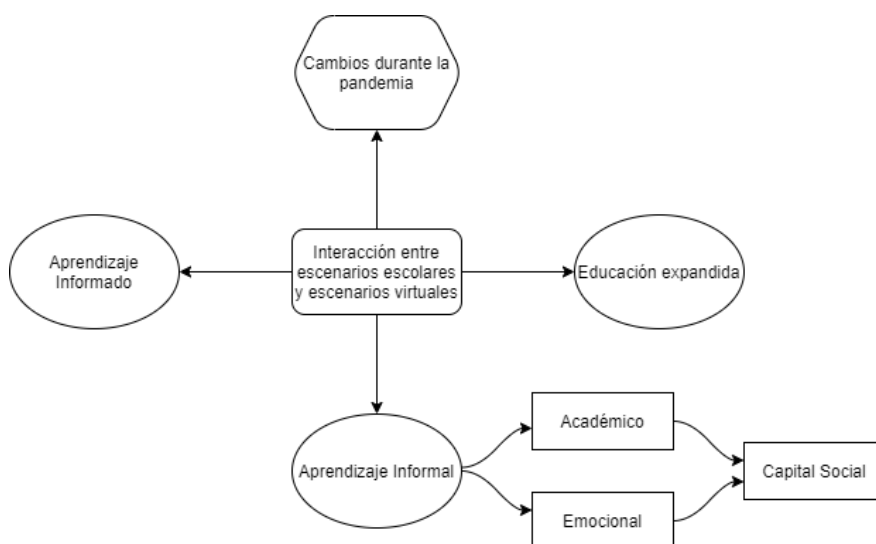 Cambios durante la
pandemia
Aprendizaje
Informado
Interacción entre
escenarios escolares
y escenarios virtuales
Educación expandida
Aprendizaje Informal
Académico
Emocional
Capital Social